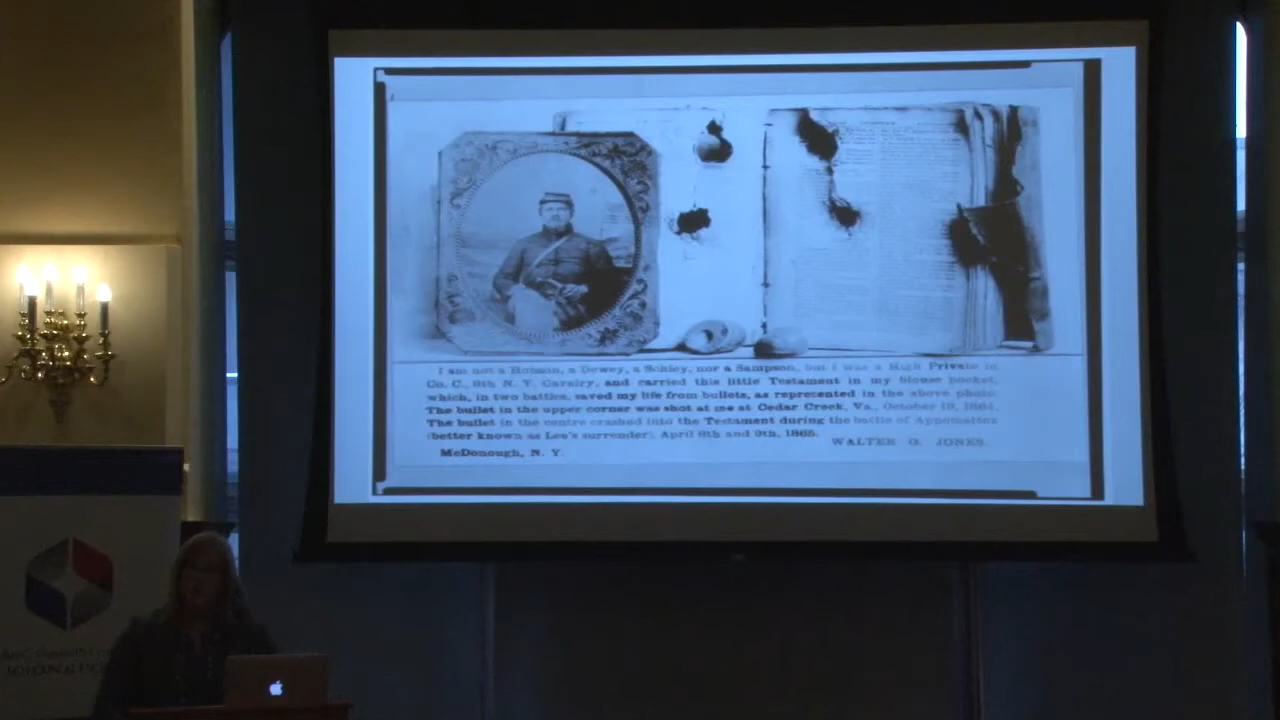 I am not a Hobson, a Dewey, a Schley, nor a Sampson, but I was a High Private in
Co. C., 8th N. Y. Cavalry, and carried this little Testament in my blouse pocket,
which, in two battles, saved my life from bullets, as represented in the above photo.
The bullet in the upper corner was shot at me at Cedar Creek, Va., October 19, 1864.
The bullet in the centre crashed into the Testament during the battle of Appomattox
(better known as Lee's surrender), April 8th and 9th, 1865.
WALTER G. JONES.
McDonough, N. Y.